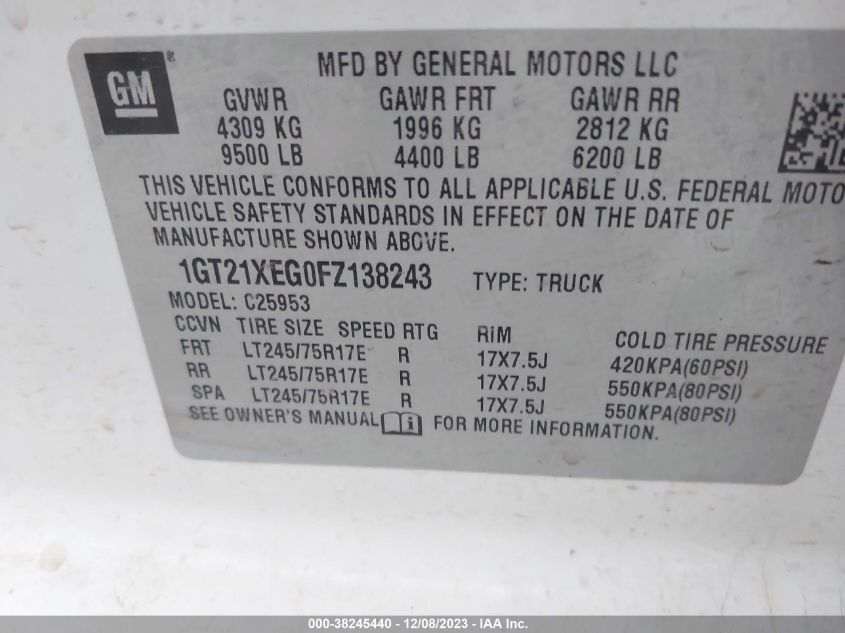 GM®
MFD BY GENERAL MOTORS LLC
GVWR GAWR FRT GAWR RR
4309 KG 1996 KG 2812 KG
9500 LB 4400 LB 6200 LB
THIS VEHICLE CONFORMS TO ALL APPLICABLE U.S. FEDERAL MOTO
VEHICLE SAFETY STANDARDS IN EFFECT ON THE DATE OF
MANUFACTURE SHOWN ABOVE.
1GT21XEG0FZ138243 TYPE: TRUCK
MODEL: C25953
CCVN TIRE SIZE SPEED RTG RIM COLD TIRE PRESSURE
FRT LT245/75R17E R 17X7.5J 420KPA(60PSI)
RR LT245/75R17E R 17X7.5J 550KPA(80PSI)
SPA LT245/75R17E R 17X7.5J 550KPA(80PSI)
SEE OWNER'S MANUAL i FOR MORE INFORMATION.
000-38245440 - 12/08/2023 - IAA Inc.